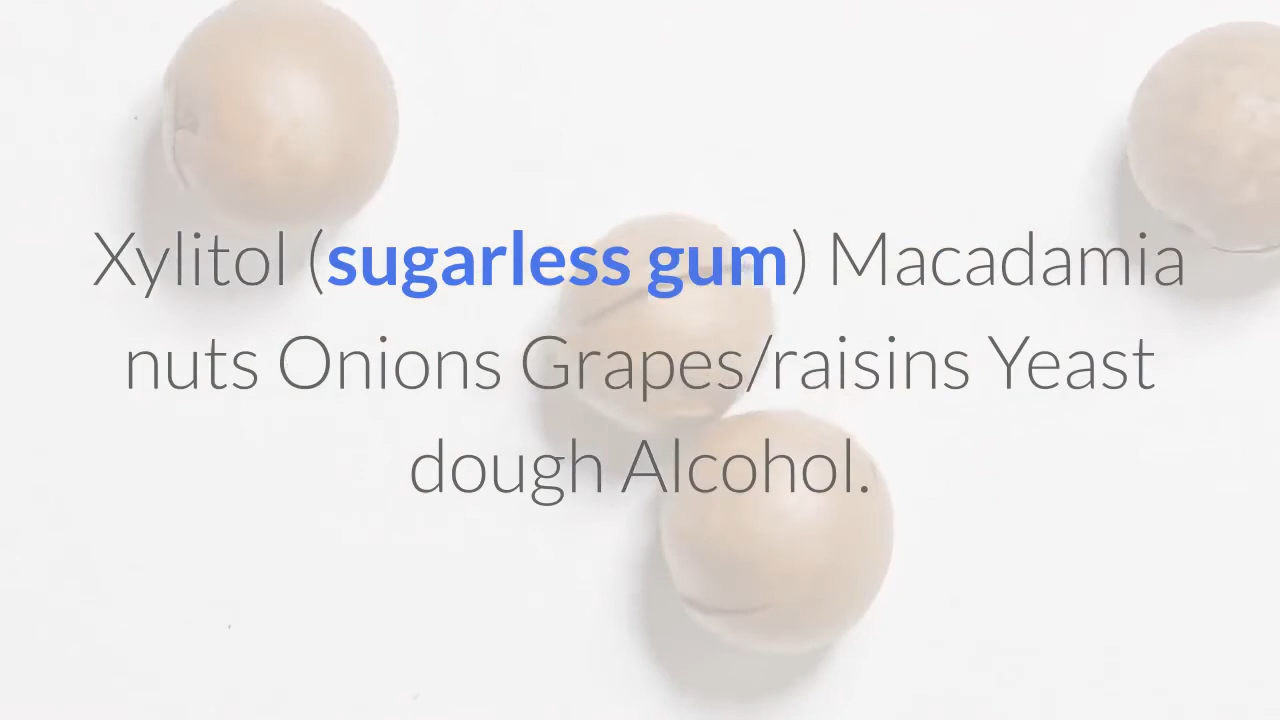 Xylitol (sugarless gum) Macadamia
nuts Onions Grapes/raisins Yeast
dough Alcohol.